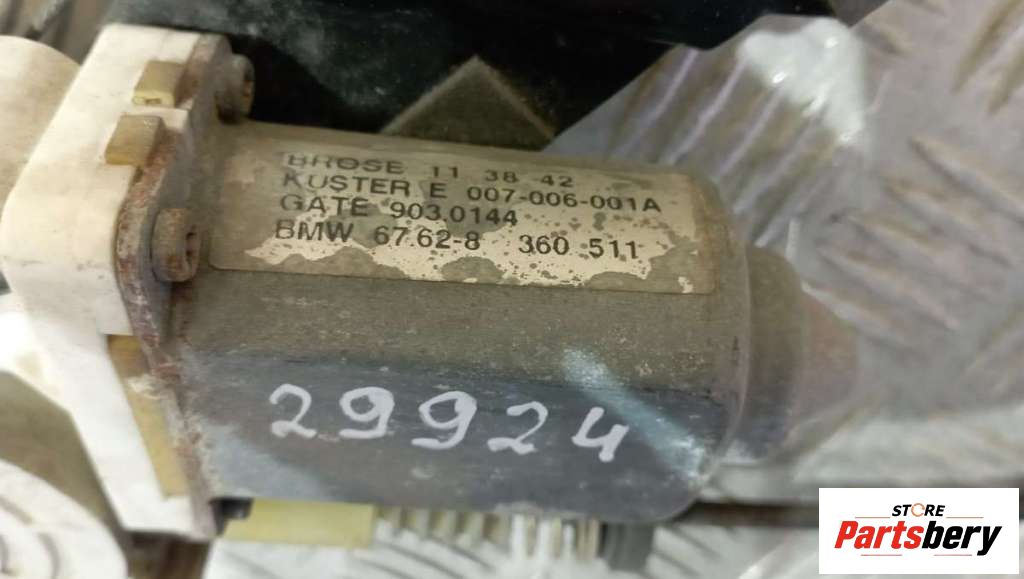 BROSE 11 38 42
KÜSTER E 007-006-001A
GATE 903.0144
BMW 67.62-8 360 511
29924
STORE
Partsbery